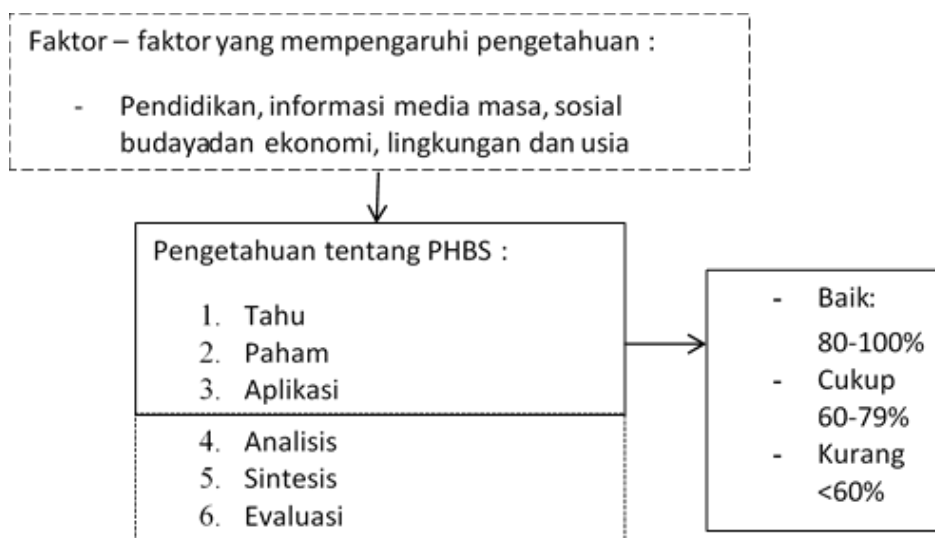 Faktor – faktor yang mempengaruhi pengetahuan :
- Pendidikan, informasi media masa, sosial
budayadan ekonomi, lingkungan dan usia
Pengetahuan tentang PHBS :
1. Tahu
2. Paham
3. Aplikasi
4. Analisis
5. Sintesis
6. Evaluasi
- Baik:
80-100%
- Cukup
60-79%
- Kurang
<60%